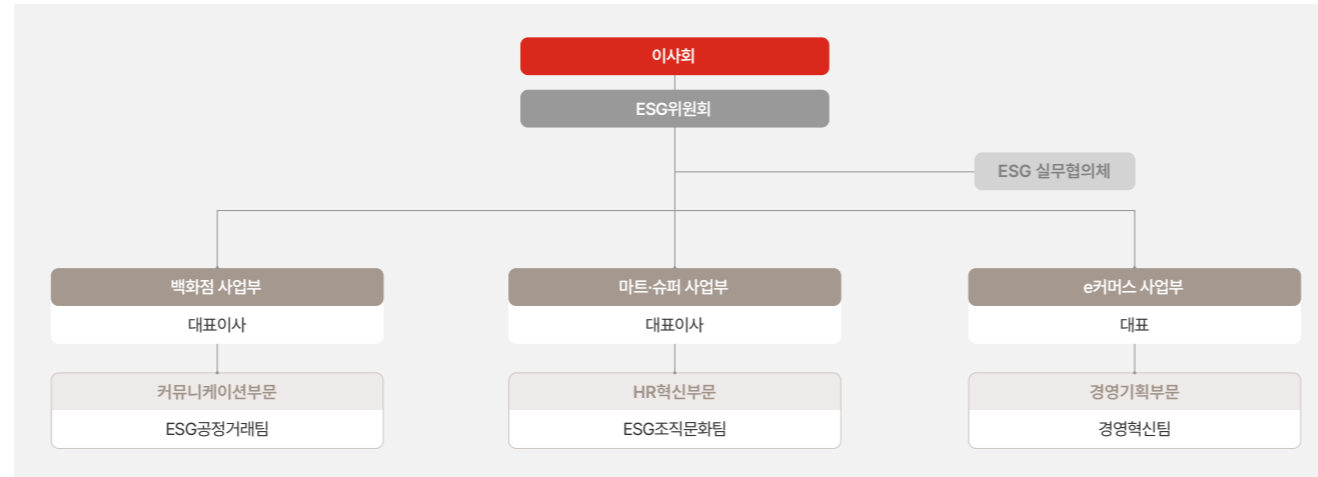 이사회
ESG위원회
ESG 실무협의체
백화점 사업부
대표이사
커뮤니케이션부문
ESG공정거래팀
마트·슈퍼 사업부
대표이사
HR혁신부문
ESG조직문화팀
e커머스 사업부
대표
경영기획부문
경영혁신팀